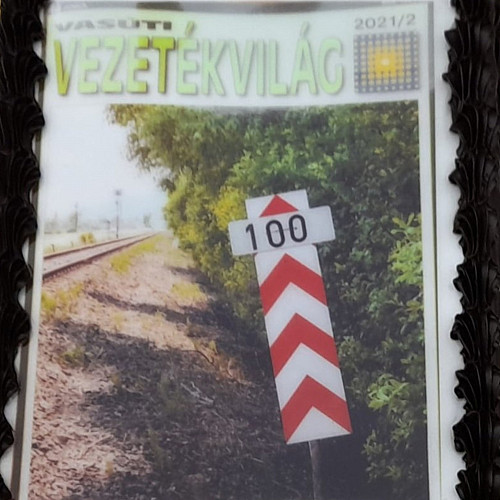 VASÚTI
2021/2
VEZETÉKVILÁG
100